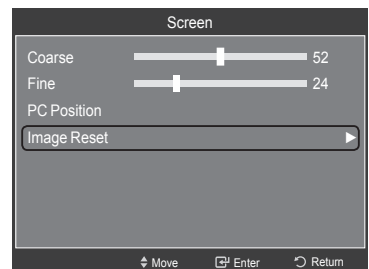 Screen
Coarse 52
Fine 24
PC Position
Image Reset
Move Enter Return